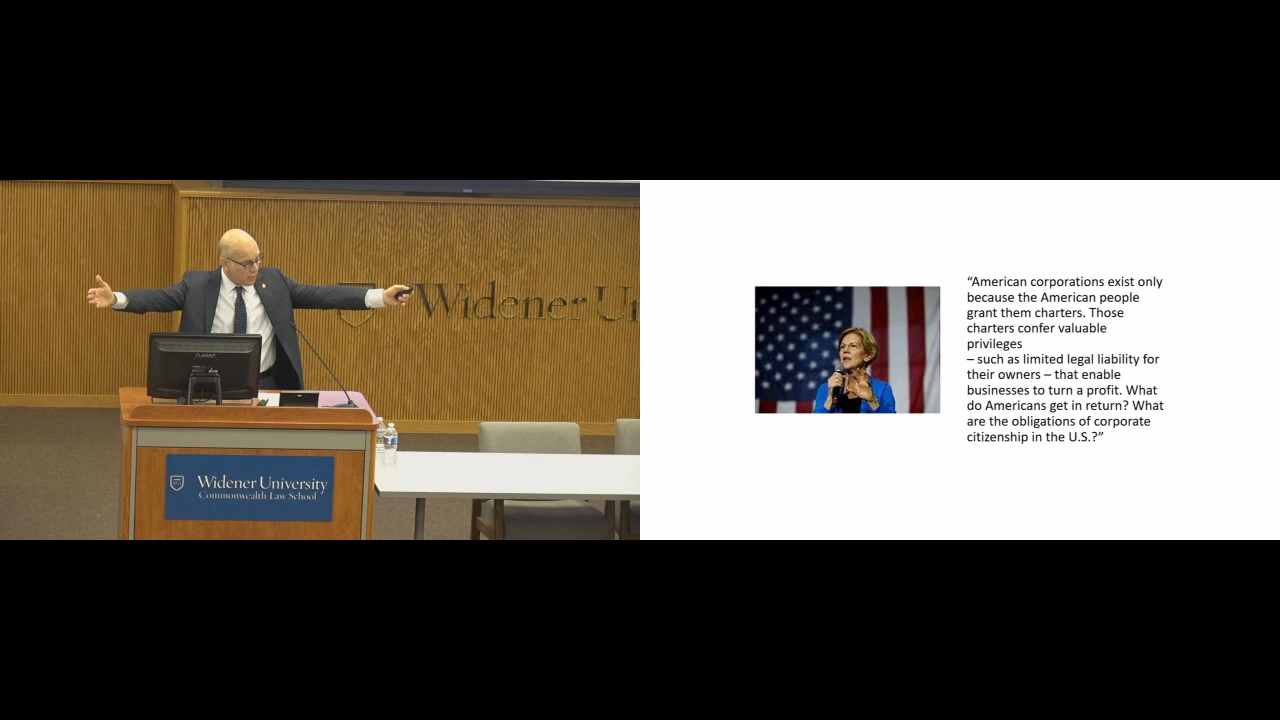 Widener Un
PLANAR
Widener University
Commonwealth Law School
“American corporations exist only
because the American people
grant them charters. Those
charters confer valuable
privileges
– such as limited legal liability for
their owners – that enable
businesses to turn a profit. What
do Americans get in return? What
are the obligations of corporate
citizenship in the U.S.?”